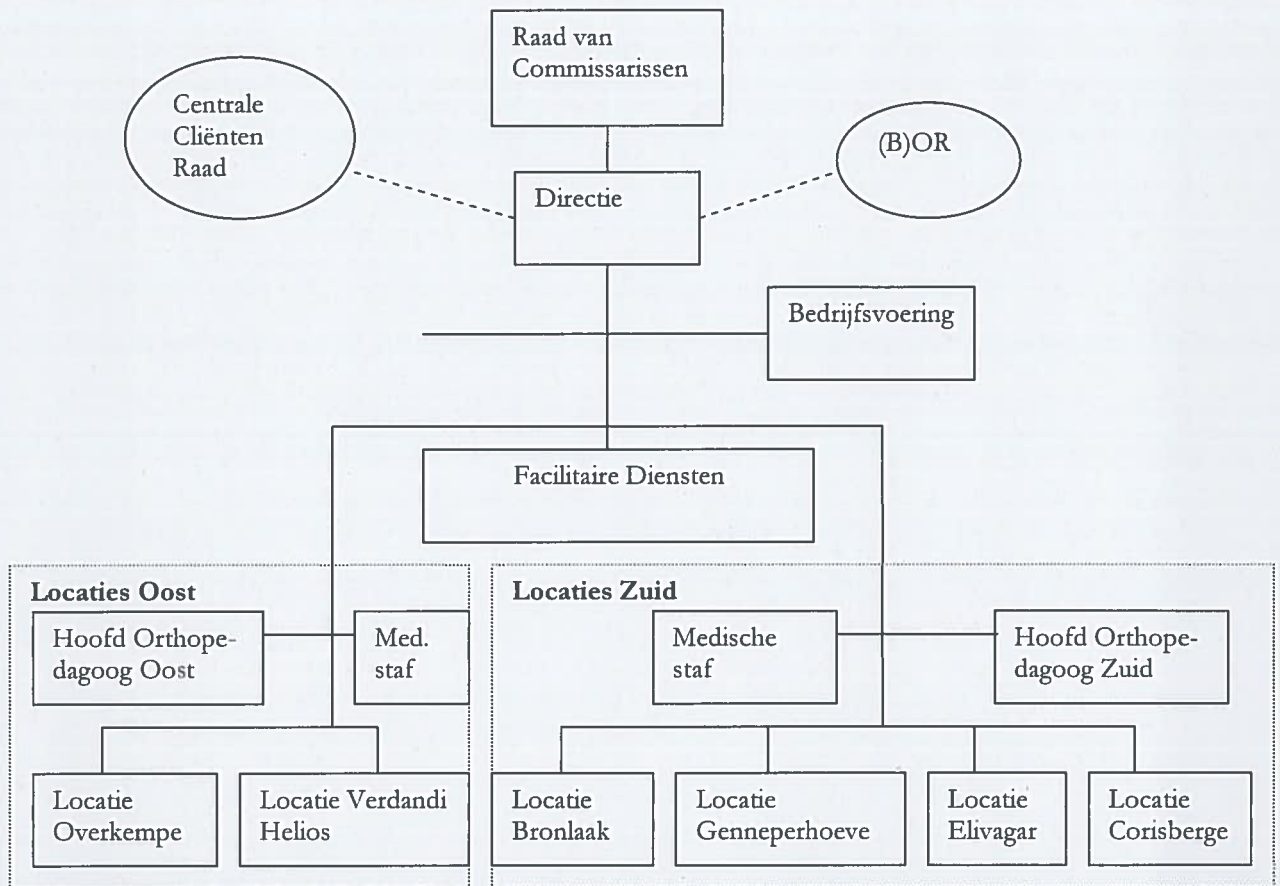 Raad van
Commissarissen
Centrale
Cliënten
Raad
(B)OR
Directie
Bedrijfsvoering
Facilitaire Diensten
Locaties Oost
Hoofd Orthope-
dagoog Oost
Med.
staf
Locatie
Overkempe
Locatie Verdandi
Helios
Locaties Zuid
Medische
staf
Hoofd Orthope-
dagoog Zuid
Locatie
Bronlaak
Locatie
Genneperhoeve
Locatie
Elivagar
Locatie
Corisberge